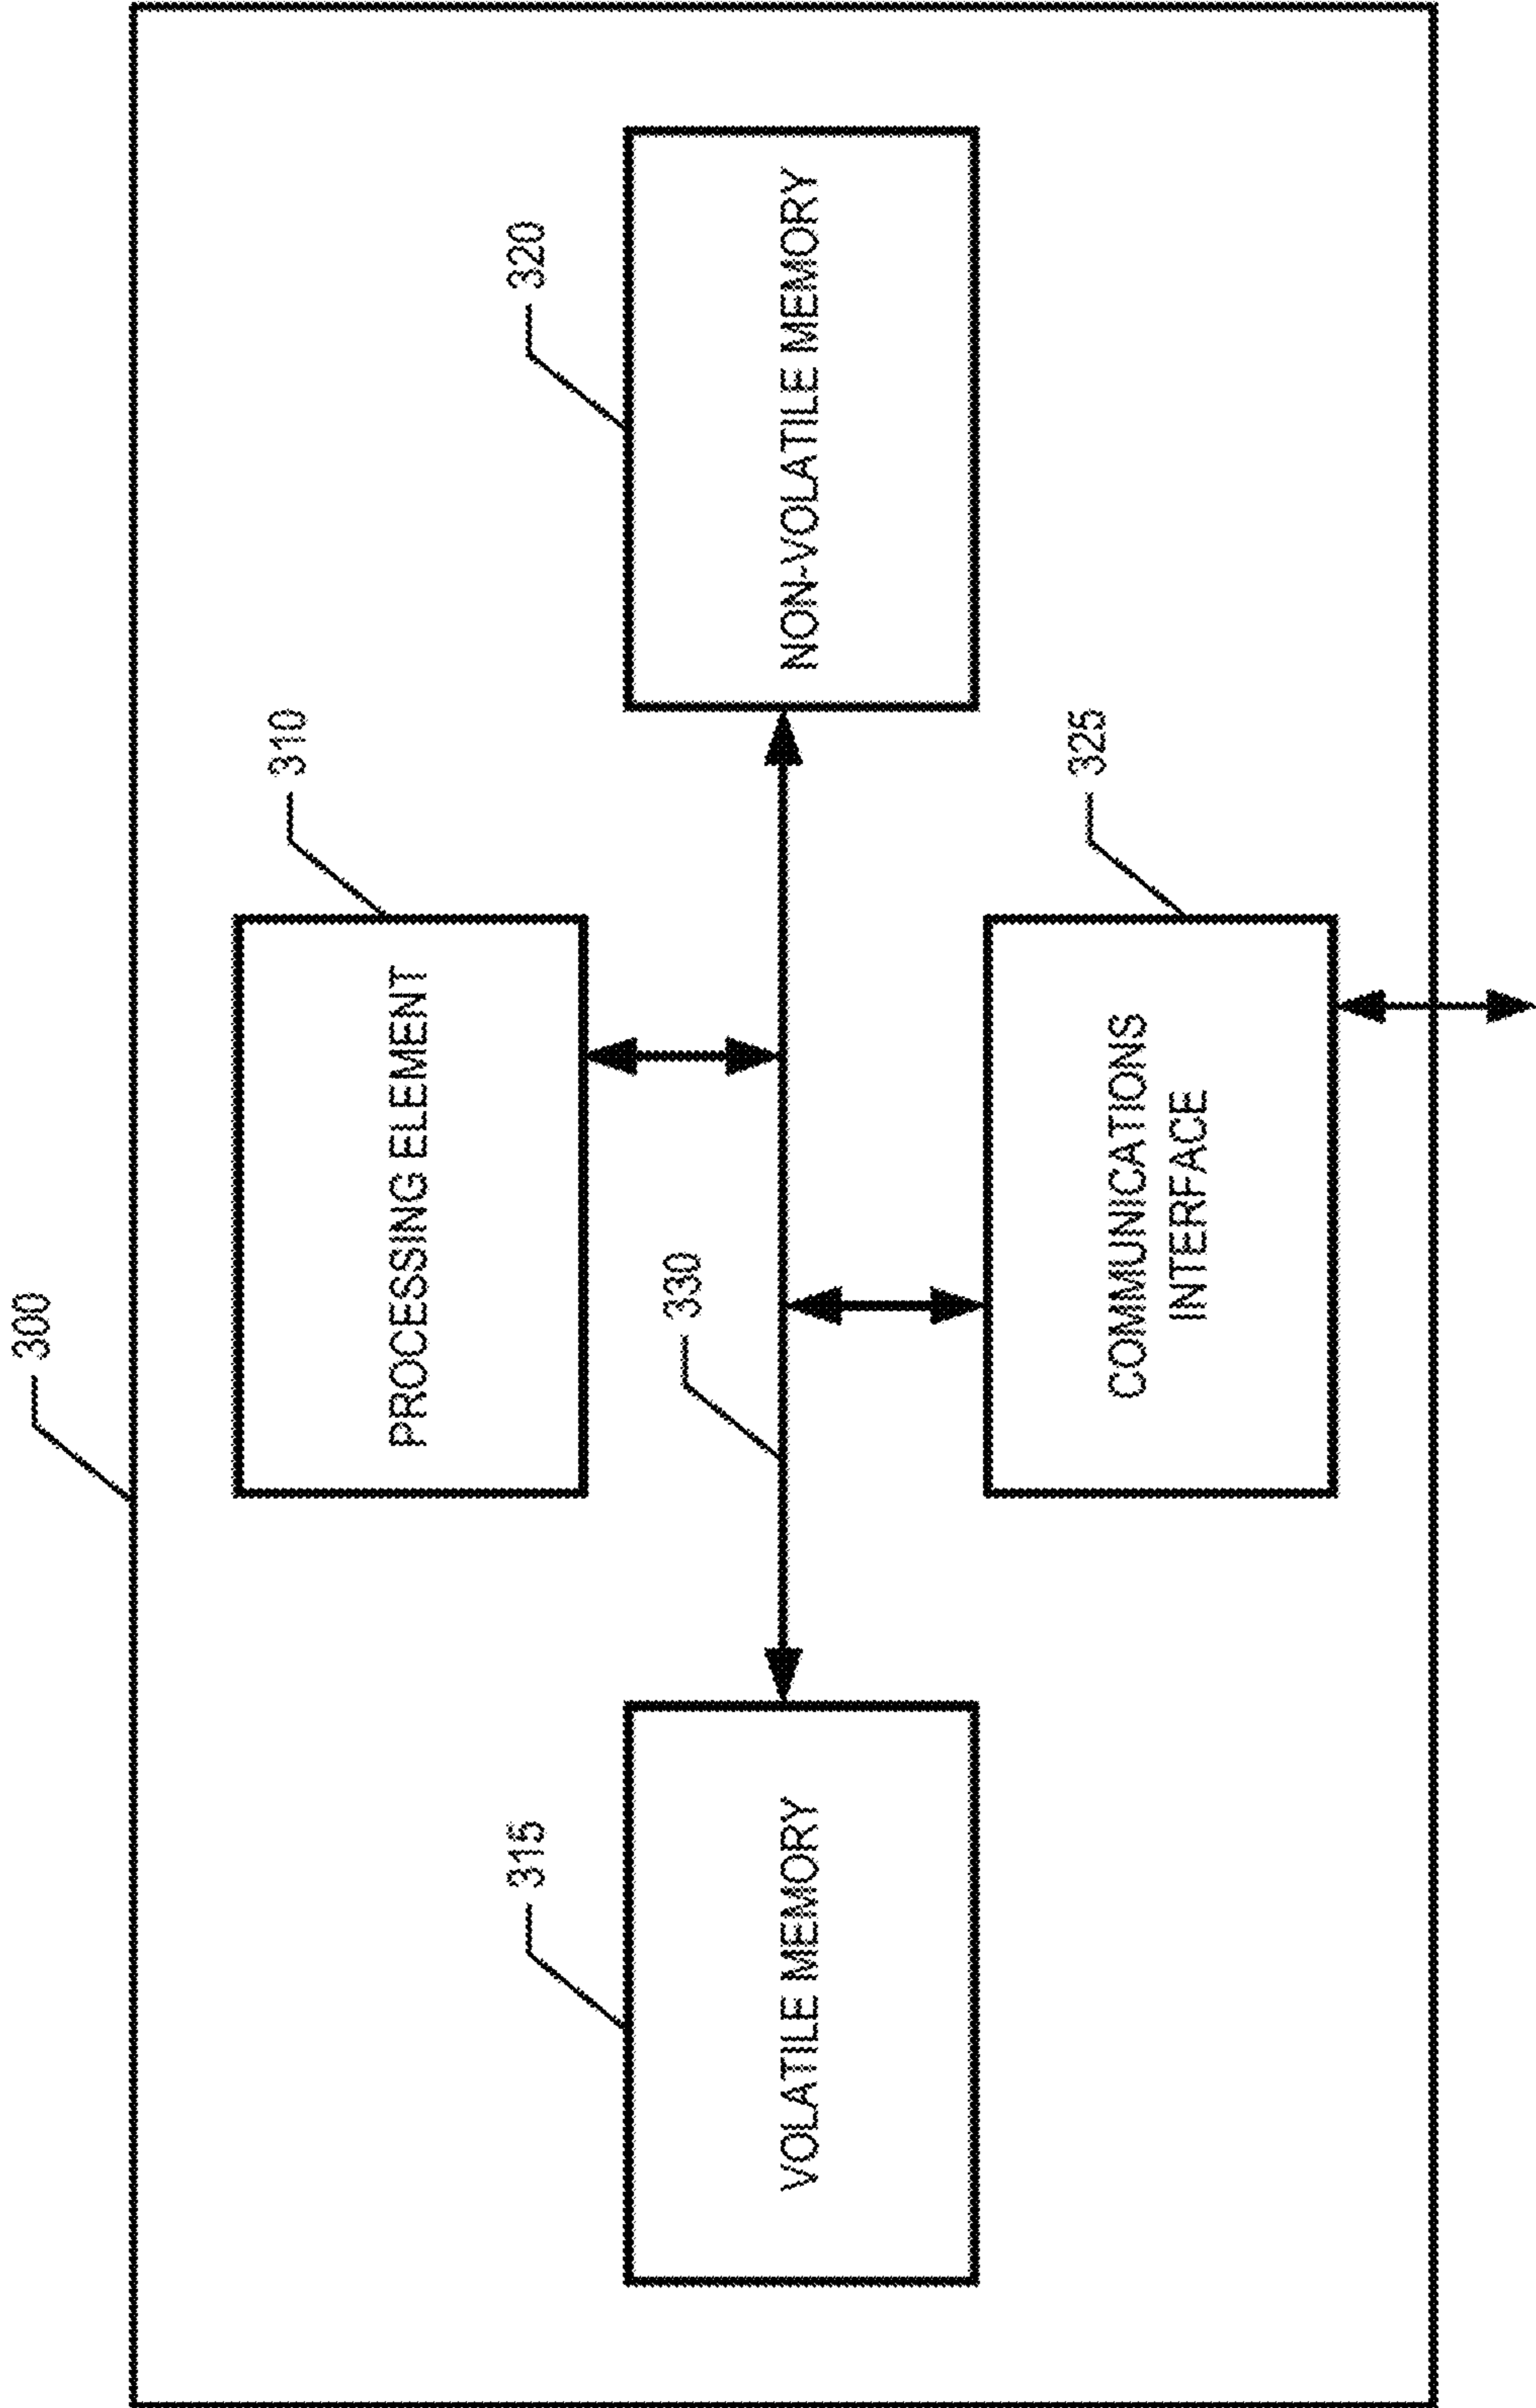 300
310
PROCESSING ELEMENT
315
VOLATILE MEMORY
330
320
NON-VOLATILE MEMORY
325
COMMUNICATIONS
INTERFACE